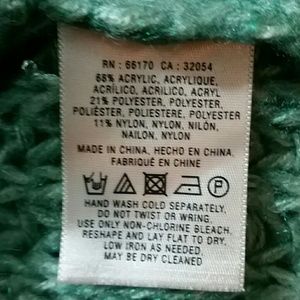 RN : 66170 CA : 32054
68% ACRYLIC, ACRYLIQUE,
ACRÍLICO, ACRILICO, ACRYL
21% POLYESTER, POLYESTER,
POLIÉSTER, POLIESTERE, POLYESTER
11% NYLON, NYLON, NILÓN,
NAILON, NYLON
MADE IN CHINA, HECHO EN CHINA.
FABRIQUÉ EN CHINE
HAND WASH COLD SEPARATELY.
DO NOT TWIST OR WRING.
USE ONLY NON-CHLORINE BLEACH.
RESHAPE AND LAY FLAT TO DRY.
LOW IRON AS NEEDED.
MAY BE DRY CLEANED